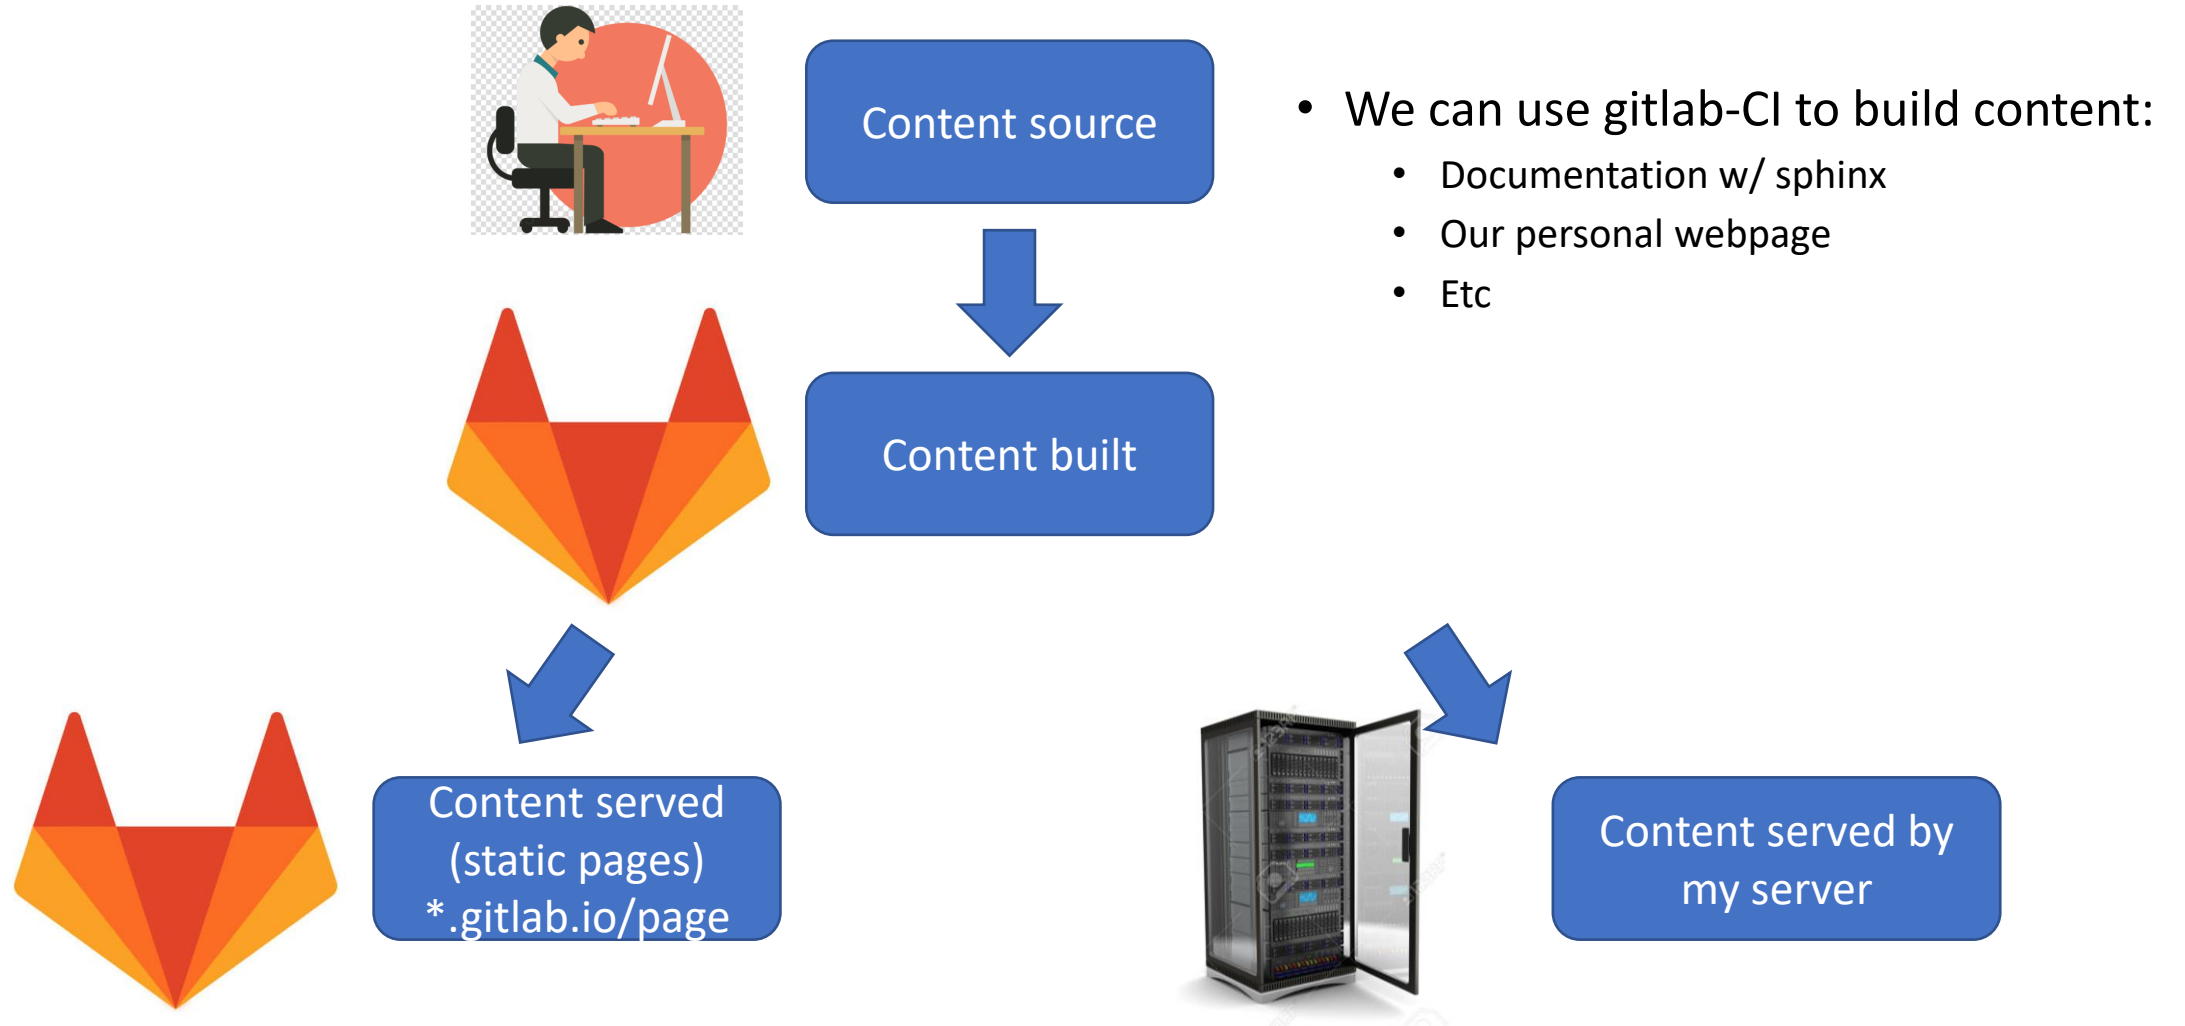 Content source
• We can use gitlab-CI to build content:
• Documentation w/ sphinx
• Our personal webpage
• Etc
Content built
Content served
(static pages)
*.gitlab.io/page
Content served by
my server